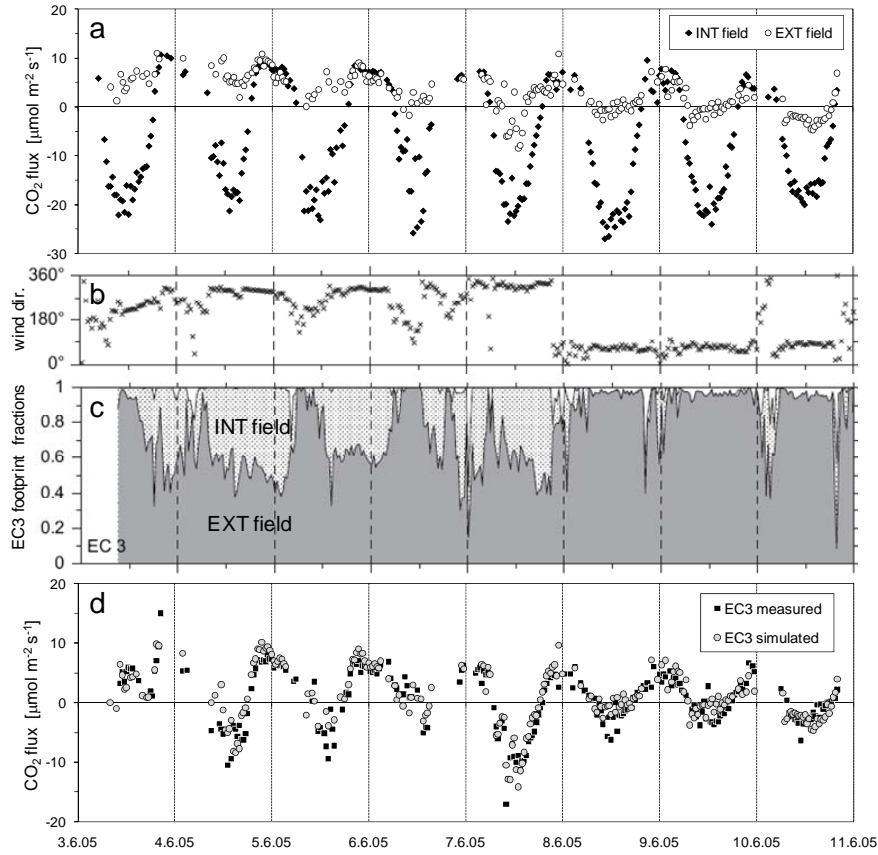 a
INT field
EXT field
20
10
0
-10
-20
-30
CO₂ flux [µmol m⁻² s⁻¹]
b
360°
180°
0°
wind dir.
c
1
0.8
0.6
0.4
0.2
0
EC3 footprint fractions
INT field
EXT field
EC 3
d
EC3 measured
EC3 simulated
20
10
0
-10
-20
CO₂ flux [µmol m⁻² s⁻¹]
3.6.05 4.6.05 5.6.05 6.6.05 7.6.05 8.6.05 9.6.05 10.6.05 11.6.05